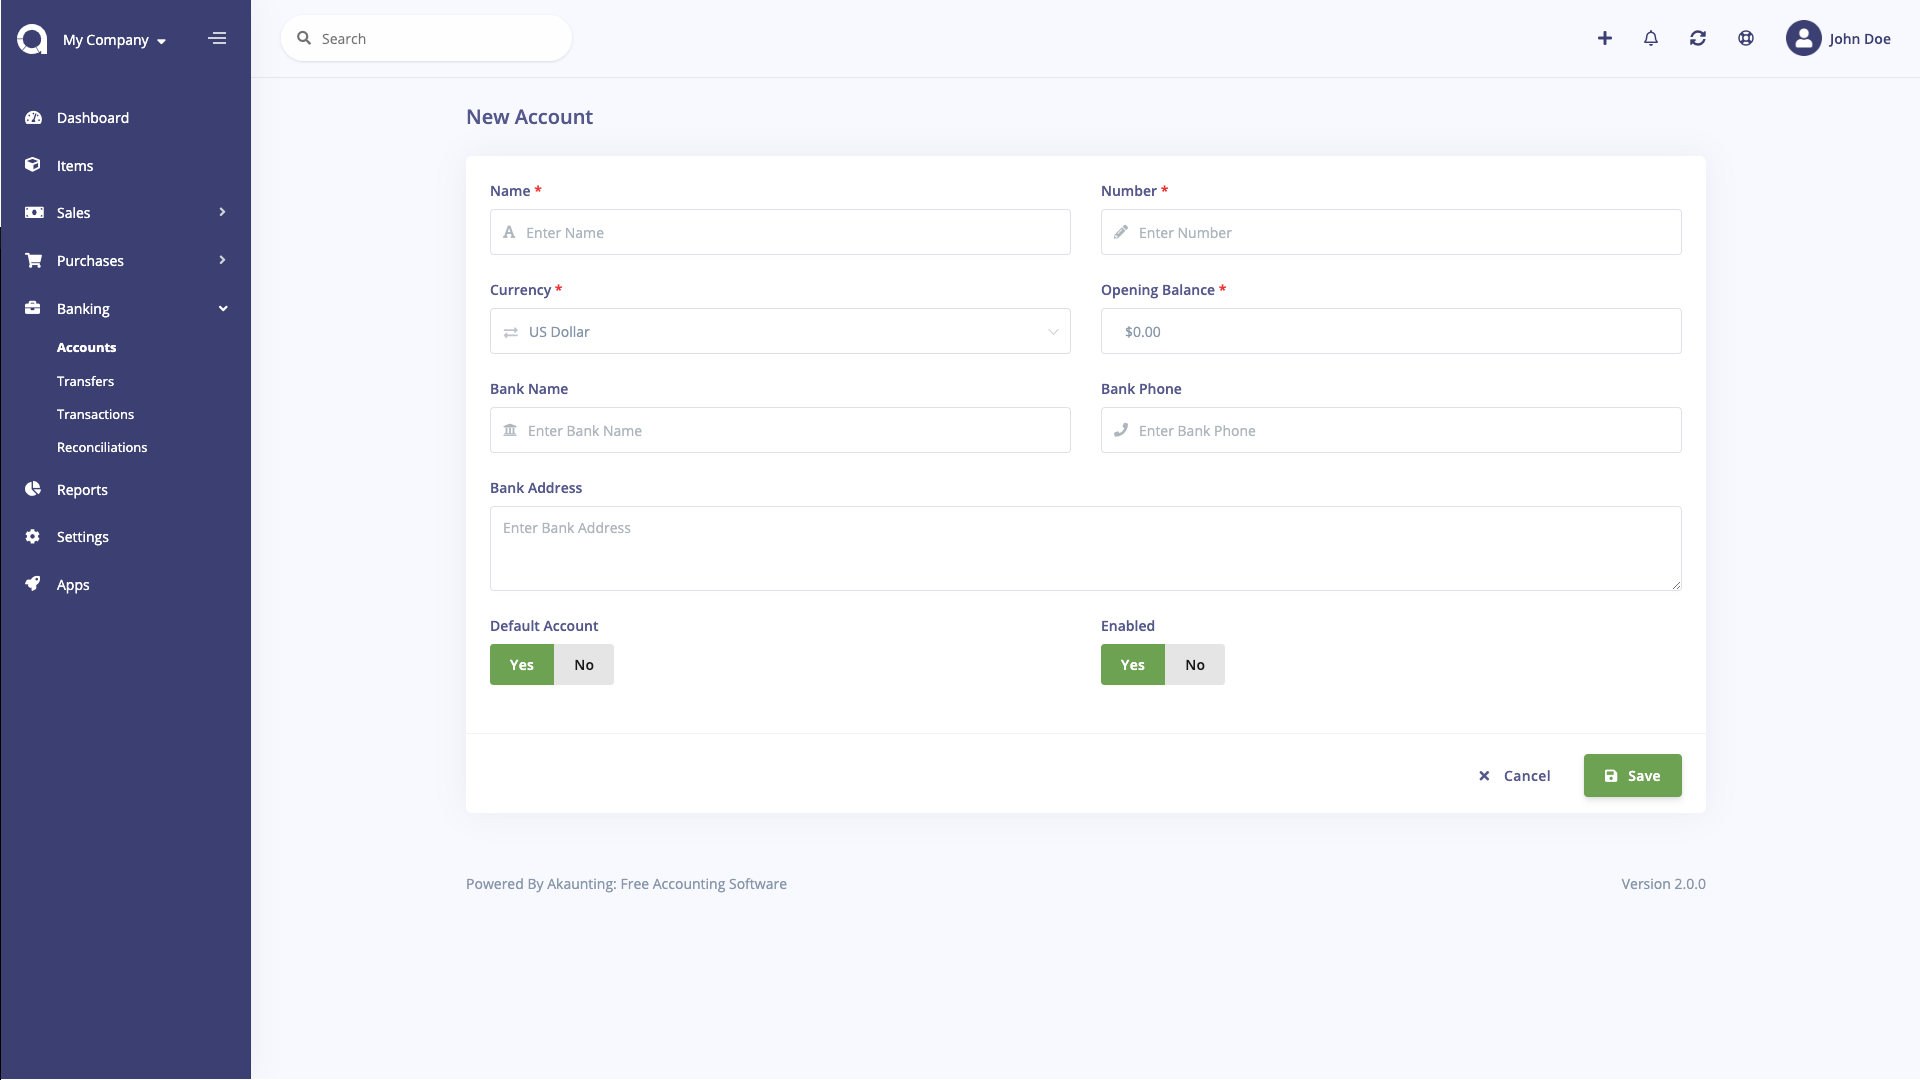 My Company
Search
John Doe
Dashboard
Items
Sales
Purchases
Banking
Accounts
Transfers
Transactions
Reconciliations
Reports
Settings
Apps
New Account
Name *
Number *
Enter Name
Enter Number
Currency *
Opening Balance *
US Dollar
$0.00
Bank Name
Bank Phone
Enter Bank Name
Enter Bank Phone
Bank Address
Enter Bank Address
Default Account
Enabled
Yes No
Yes No
Cancel
Save
Powered By Akaunting: Free Accounting Software
Version 2.0.0